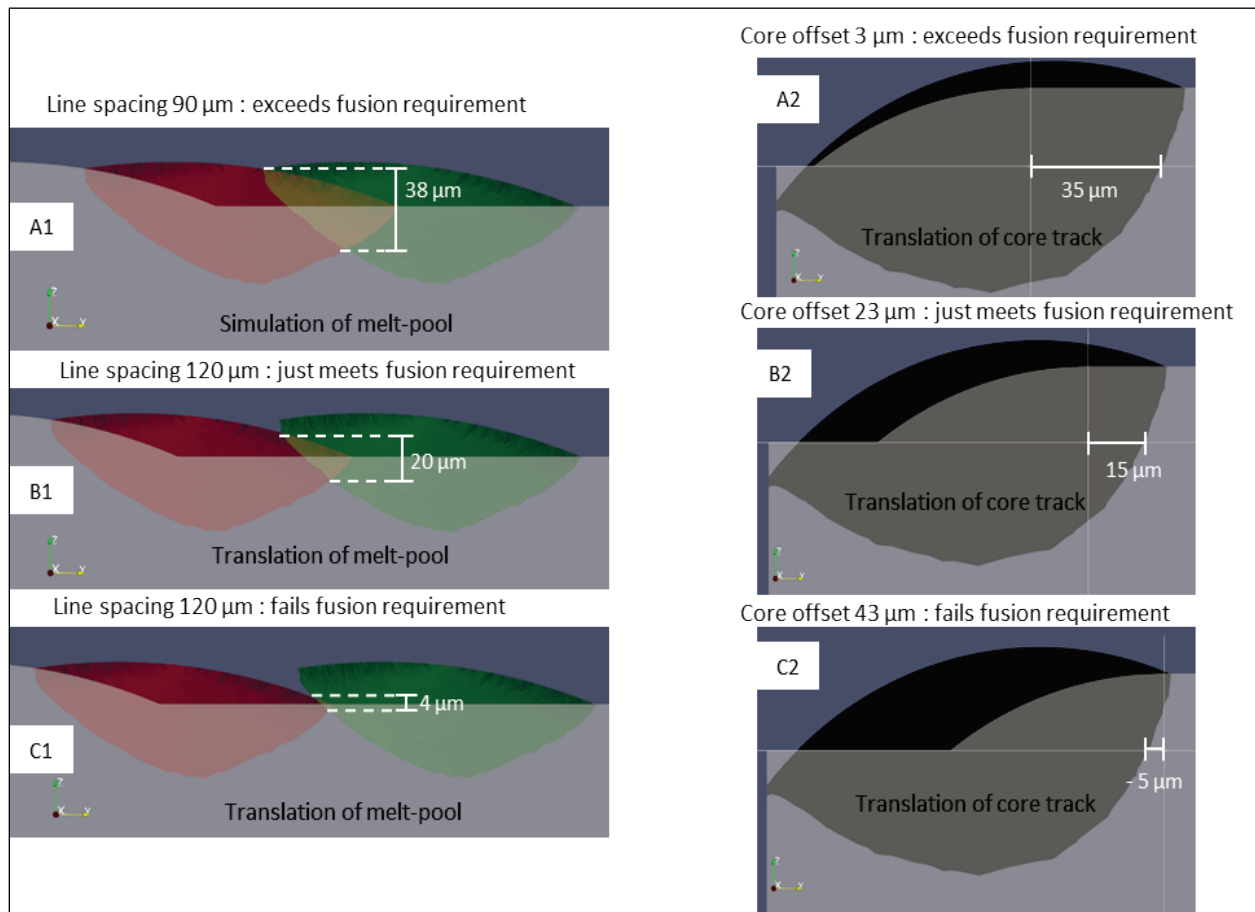 Line spacing 90 µm : exceeds fusion requirement
38 µm
A1
Simulation of melt-pool
Z
X
Y
Line spacing 120 µm : just meets fusion requirement
20 µm
B1
Translation of melt-pool
Z
X
Y
Line spacing 120 µm : fails fusion requirement
4 µm
C1
Translation of melt-pool
Z
X
Y
Core offset 3 µm : exceeds fusion requirement
A2
35 µm
Translation of core track
Z
X
Y
Core offset 23 µm : just meets fusion requirement
B2
15 µm
Translation of core track
Z
X
Y
Core offset 43 µm : fails fusion requirement
C2
- 5 µm
Translation of core track
Z
X
Y